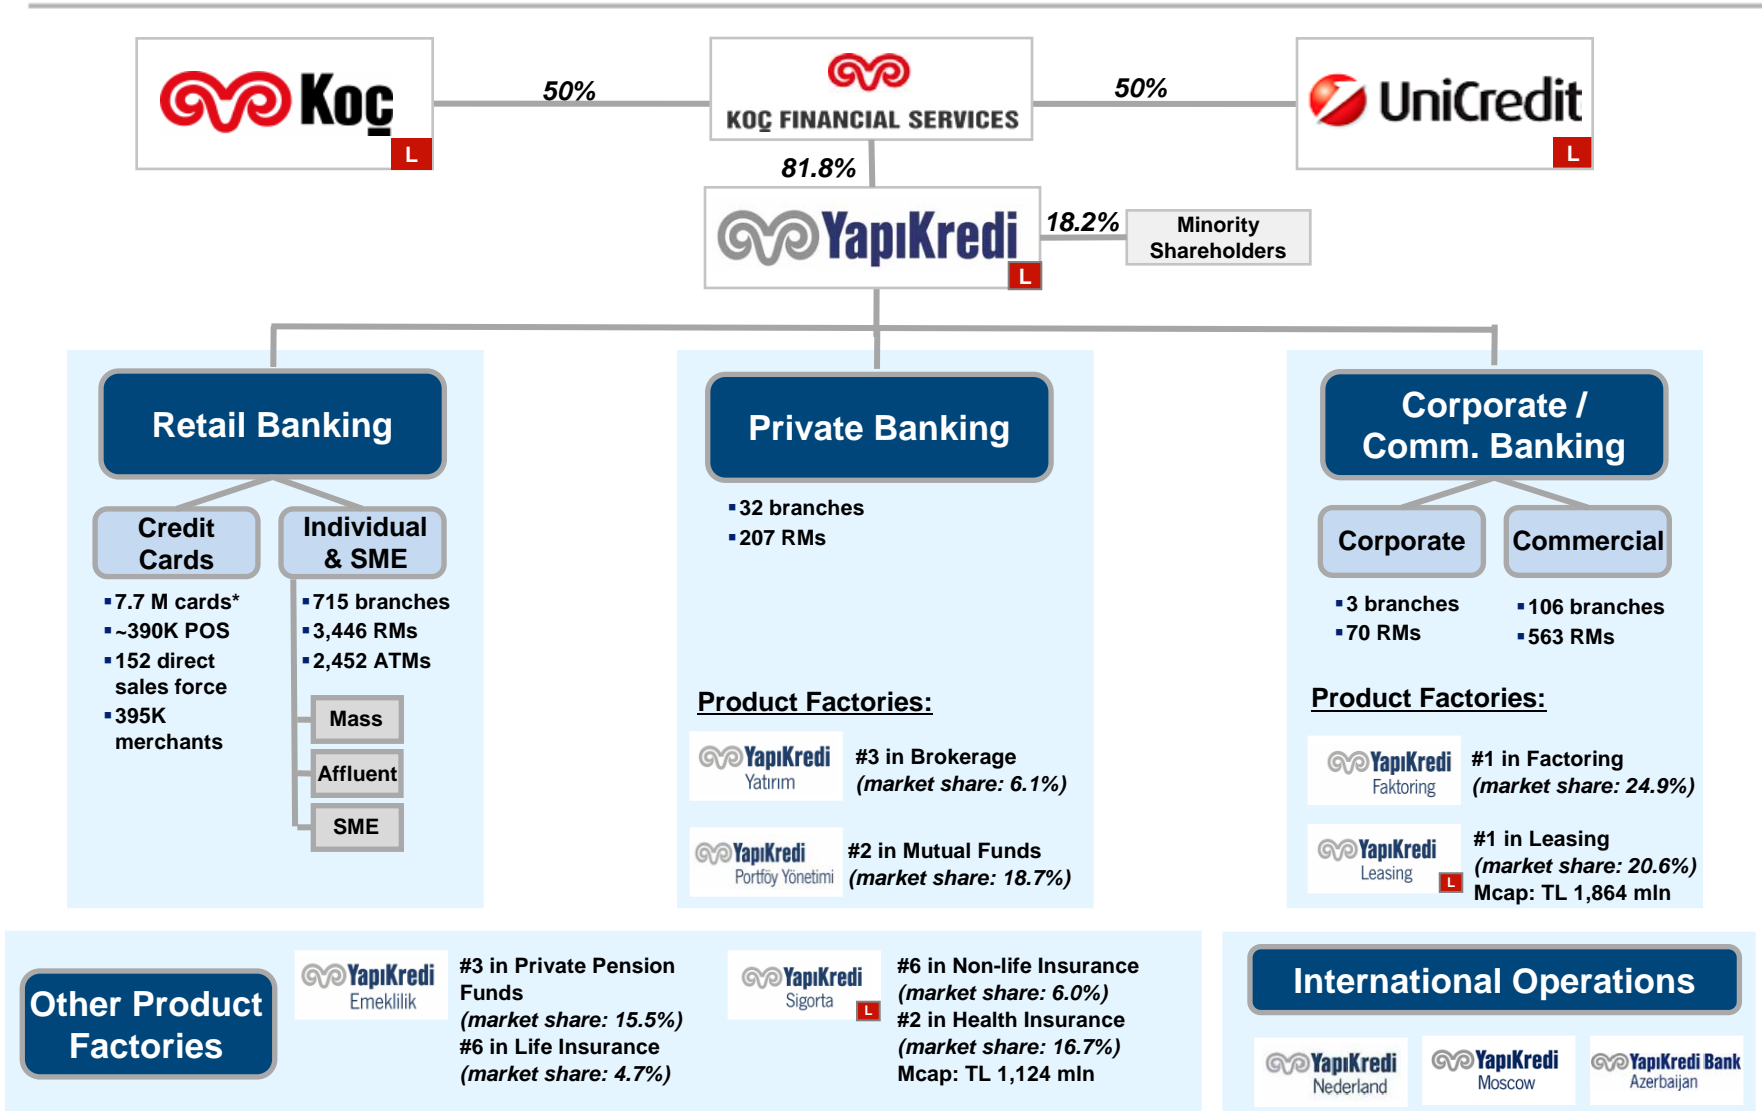 Koç
L
50%
KOÇ FINANCIAL SERVICES
50%
UniCredit
L
81.8%
YapıKredi
L
18.2%
Minority
Shareholders
Retail Banking
Credit
Cards
▪7.7 M cards*
▪~390K POS
▪152 direct
sales force
▪395K
merchants
Individual
& SME
▪715 branches
▪3,446 RMs
▪2,452 ATMs
Mass
Affluent
SME
Private Banking
▪32 branches
▪207 RMs
Product Factories:
YapıKredi
Yatırım
#3 in Brokerage
(market share: 6.1%)
YapıKredi
Portföy Yönetimi
#2 in Mutual Funds
(market share: 18.7%)
Corporate /
Comm. Banking
Corporate
▪3 branches
▪70 RMs
Commercial
▪106 branches
▪563 RMs
Product Factories:
YapıKredi
Faktoring
#1 in Factoring
(market share: 24.9%)
YapıKredi
Leasing
L
#1 in Leasing
(market share: 20.6%)
Mcap: TL 1,864 mln
Other Product
Factories
YapıKredi
Emeklilik
#3 in Private Pension
Funds
(market share: 15.5%)
#6 in Life Insurance
(market share: 4.7%)
YapıKredi
Sigorta
L
#6 in Non-life Insurance
(market share: 6.0%)
#2 in Health Insurance
(market share: 16.7%)
Mcap: TL 1,124 mln
International Operations
YapıKredi
Nederland
YapıKredi
Moscow
YapıKredi Bank
Azerbaijan